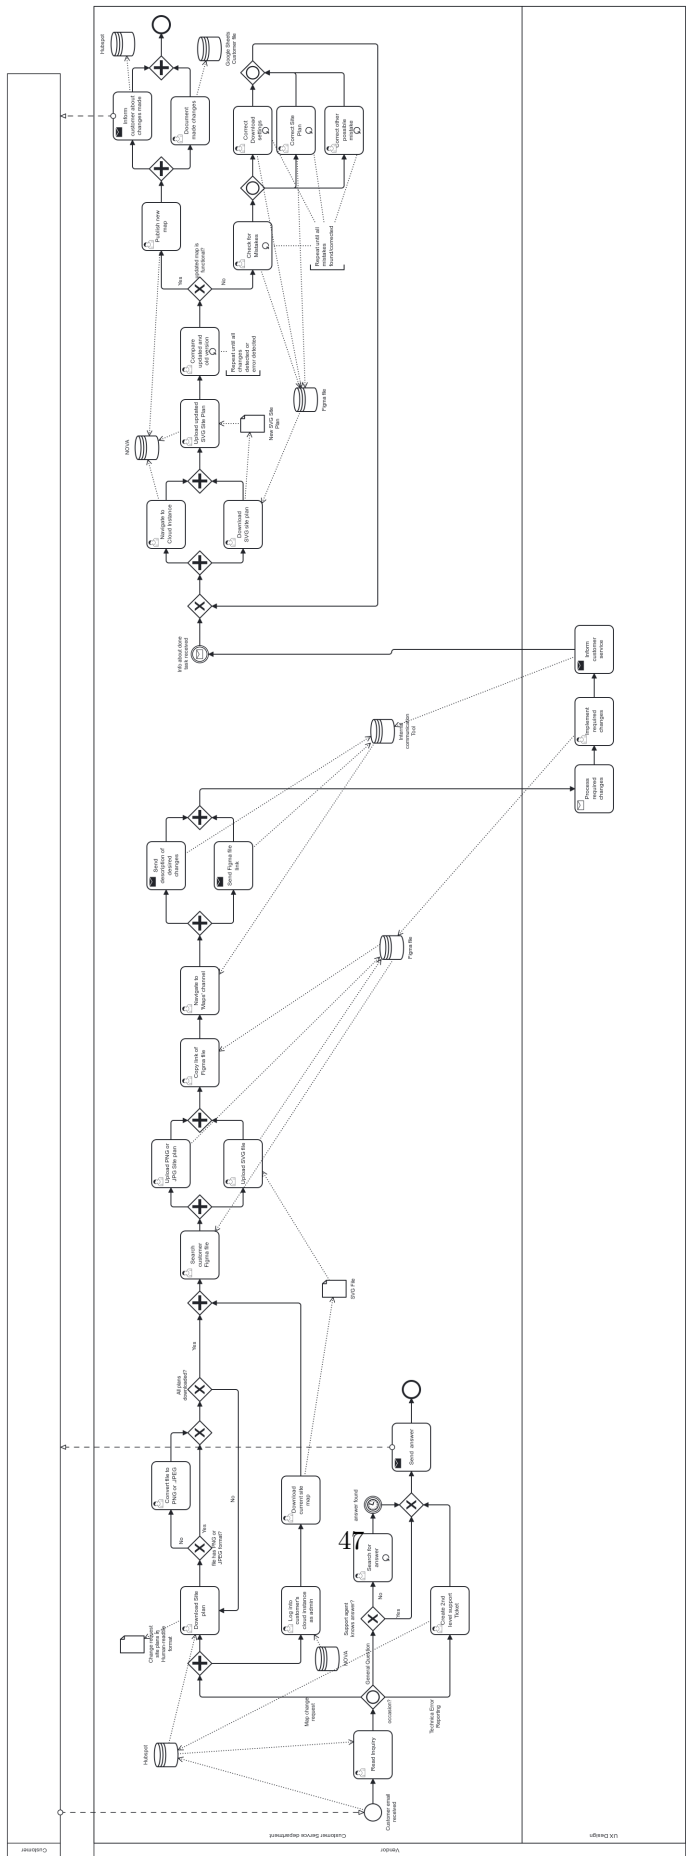 Customer
Vendor
Customer Service department
UX Design
Customer email
received
Read Inquiry
Hubspot
occasion?
Map change
request
General Question
Technical Error
Reporting
Change request
site plans in
Human-readable
format
Download Site
plan
Log into
customer's
cloud instance
as admin
NOVA
Support agent
knows answer?
No
Yes
Create 2nd
level support
Ticket
Search for
answer
47
answer found
Send answer
file has PNG or
JPEG format?
No
Yes
Convert file to
PNG or JPEG
Download
current site
map
All plans
downloaded?
No
Yes
SVG File
Search
customer
Figma file
Upload PNG or
JPG Site plan
Upload SVG file
Copy link of
Figma file
Figma file
Navigate to
'Maps' channel
Send
description of
desired
changes
Send Figma file
link
Internal
communication
Tool
Process
required
changes
Implement
required
changes
Inform
customer
service
Info about done
task received
Navigate to
Cloud Instance
Download
SVG site plan
NOVA
Upload updated
SVG Site Plan
New SVG Site
Plan
Compare
updated and
old version
Repeat until all
changes
detected or
error detected
Figma file
updated map is
functional?
Yes
No
Publish new
map
Check for
Mistakes
Repeat until all
mistakes
found/corrected
Inform
customer about
changes made
Document
made changes
Correct
Download
settings
Correct Site
Plan
Correct other
possible
mistake
Hubspot
Google Sheets
Customer file